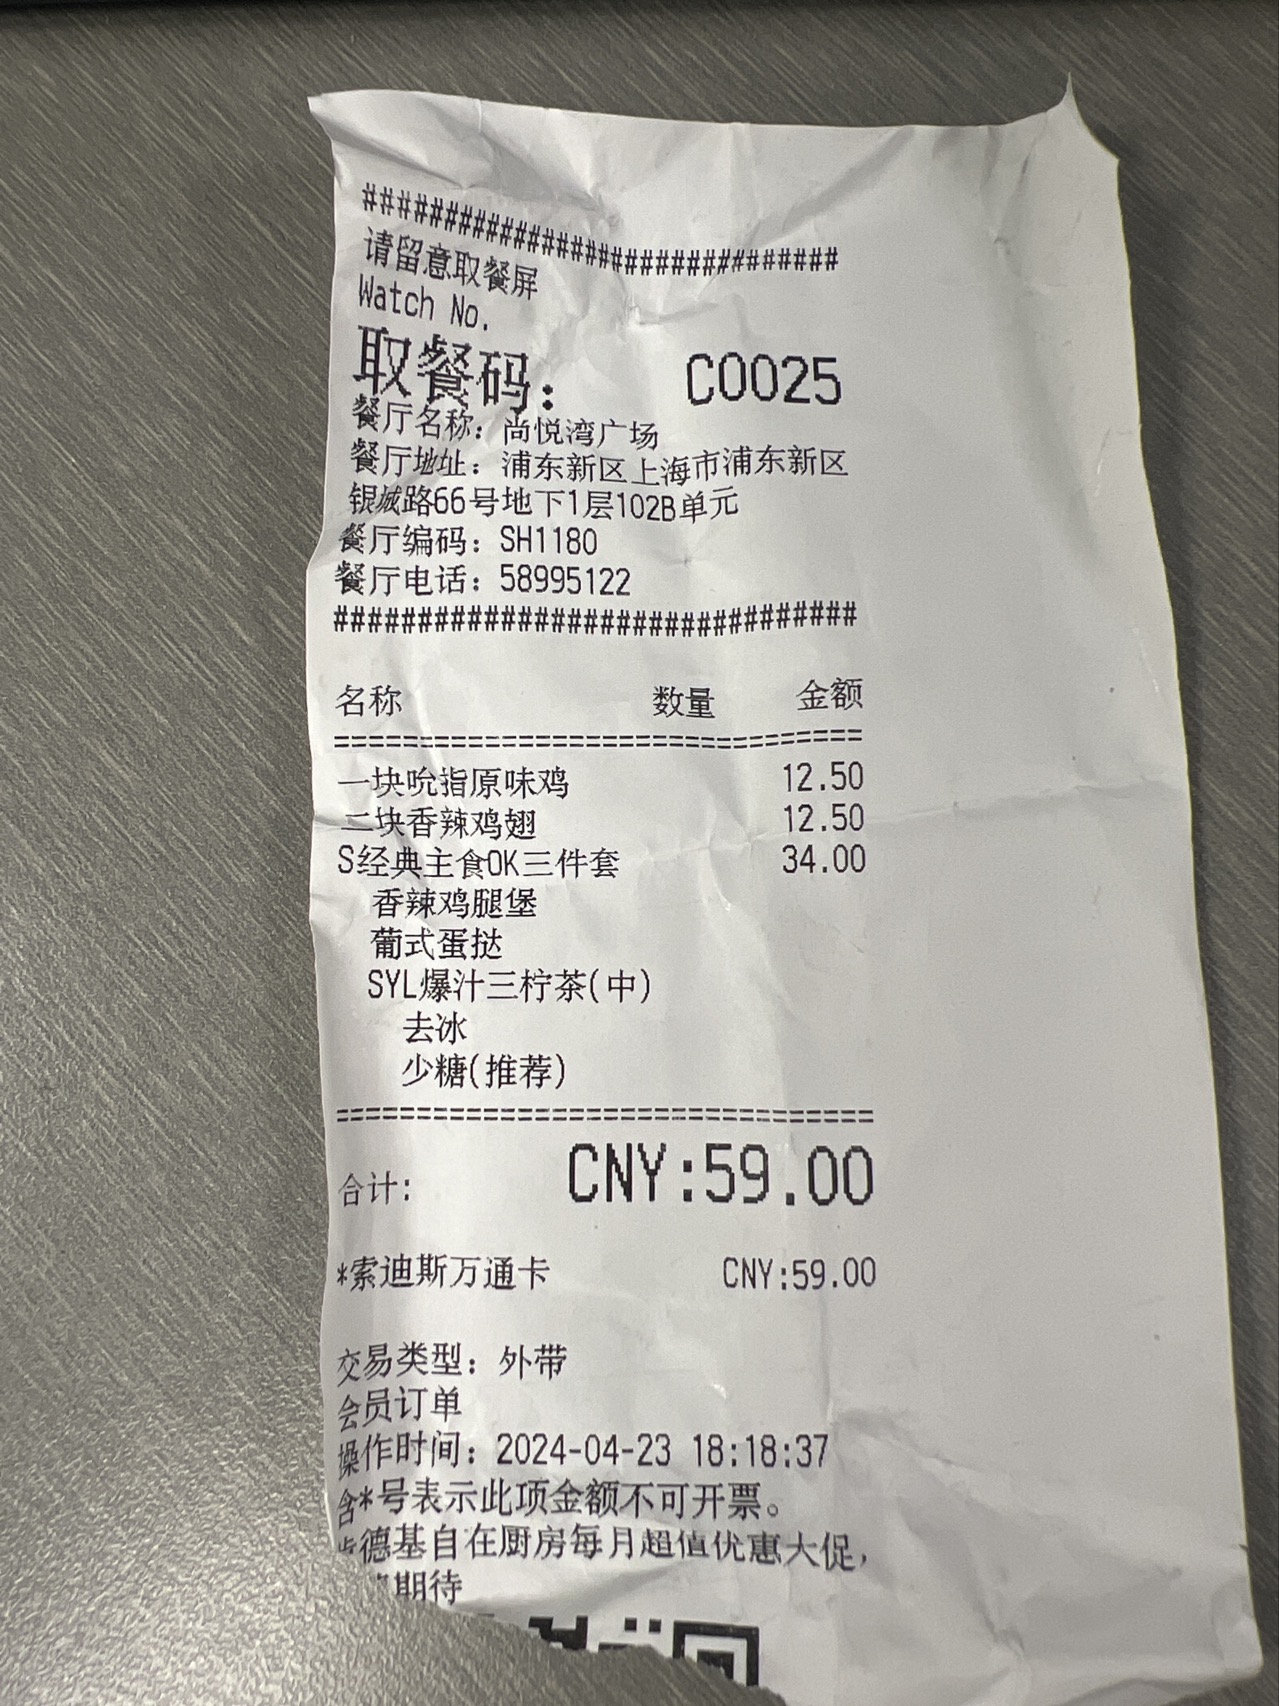 ################################
请留意取餐屏
Watch No.
取餐码： C0025
餐厅名称：尚悦湾广场
餐厅地址：浦东新区上海市浦东新区
银城路66号地下1层102B单元
餐厅编码：SH1180
餐厅电话：58995122
################################
名称 数量 金额
================================
一块吮指原味鸡 12.50
二块香辣鸡翅 12.50
S经典主食OK三件套 34.00
香辣鸡腿堡
葡式蛋挞
SYL爆汁三柠茶(中)
去冰
少糖(推荐)
================================
合计: CNY:59.00
*索迪斯万通卡 CNY:59.00
交易类型：外带
会员订单
操作时间：2024-04-23 18:18:37
含*号表示此项金额不可开票。
德基自在厨房每月超值优惠大促，
期待